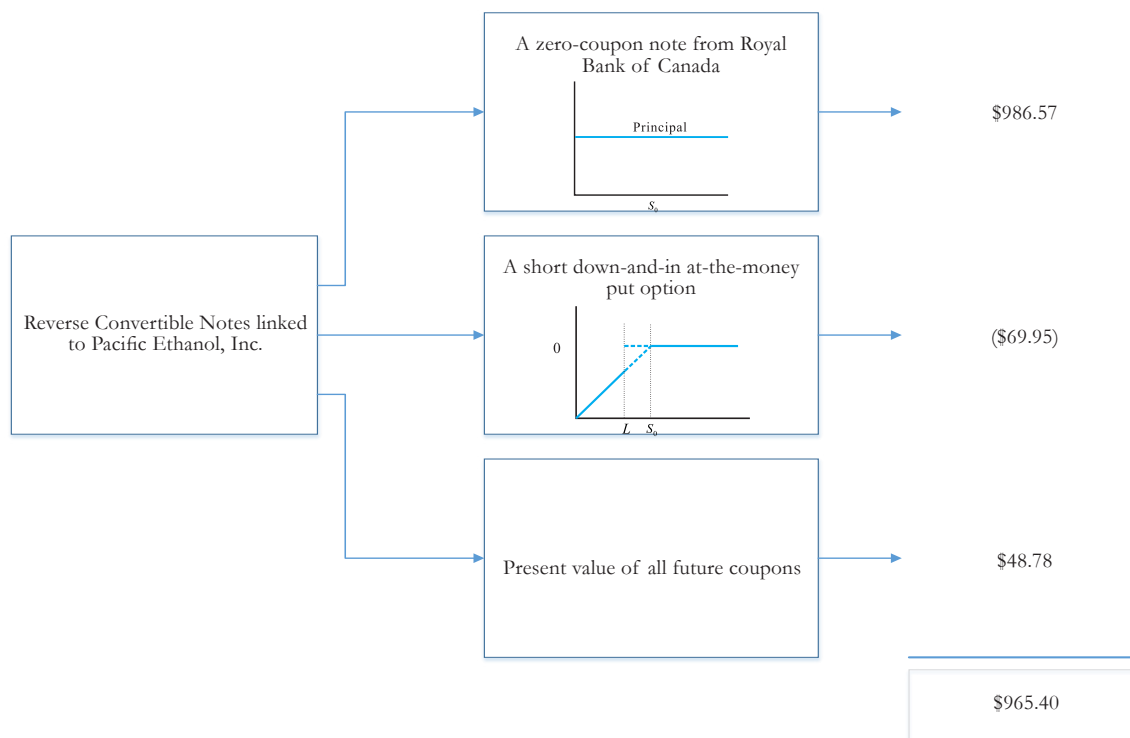 A zero-coupon note from Royal
Bank of Canada
Principal
S₀
$986.57
Reverse Convertible Notes linked
to Pacific Ethanol, Inc.
A short down-and-in at-the-money
put option
0
L S₀
($69.95)
Present value of all future coupons
$48.78
$965.40